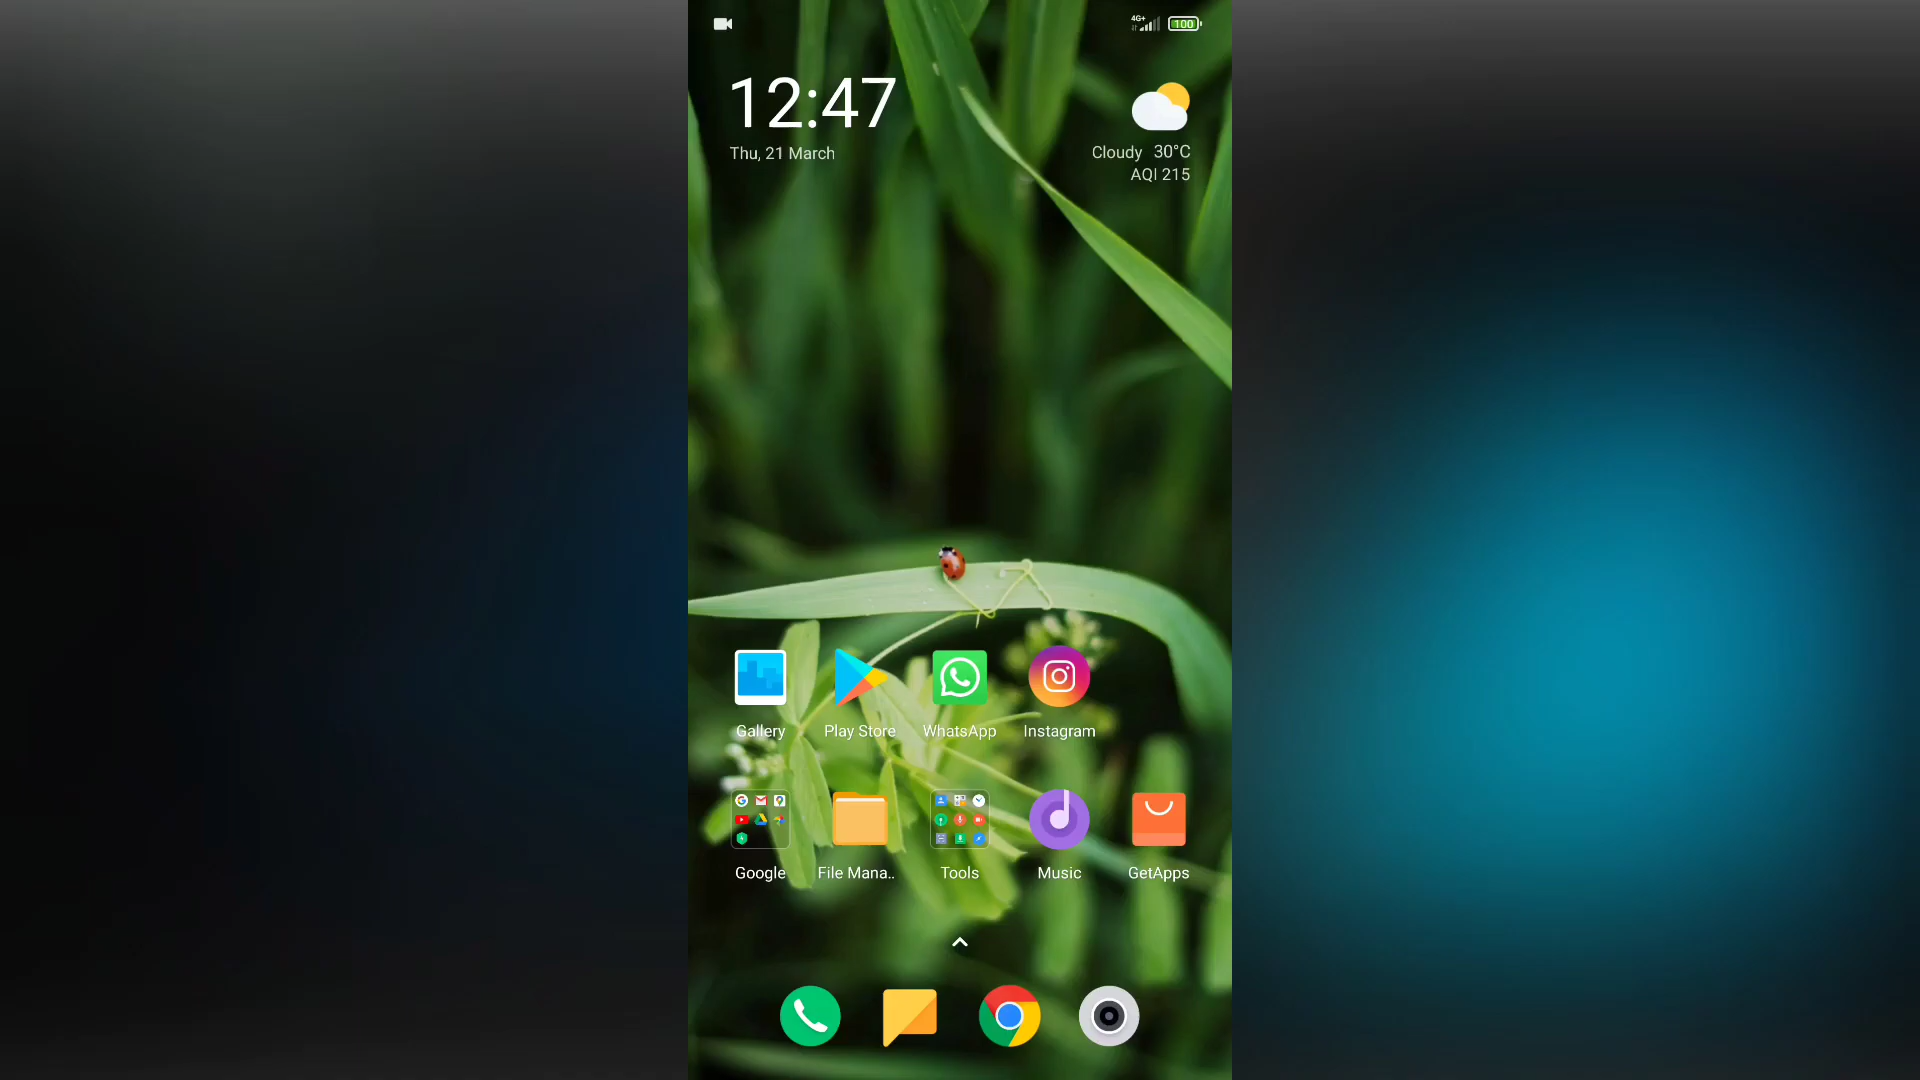 4G+
100
12:47
Thu, 21 March
Cloudy 30°C
AQI 215
Gallery
Play Store
WhatsApp
Instagram
Google
File Mana..
Tools
Music
GetApps